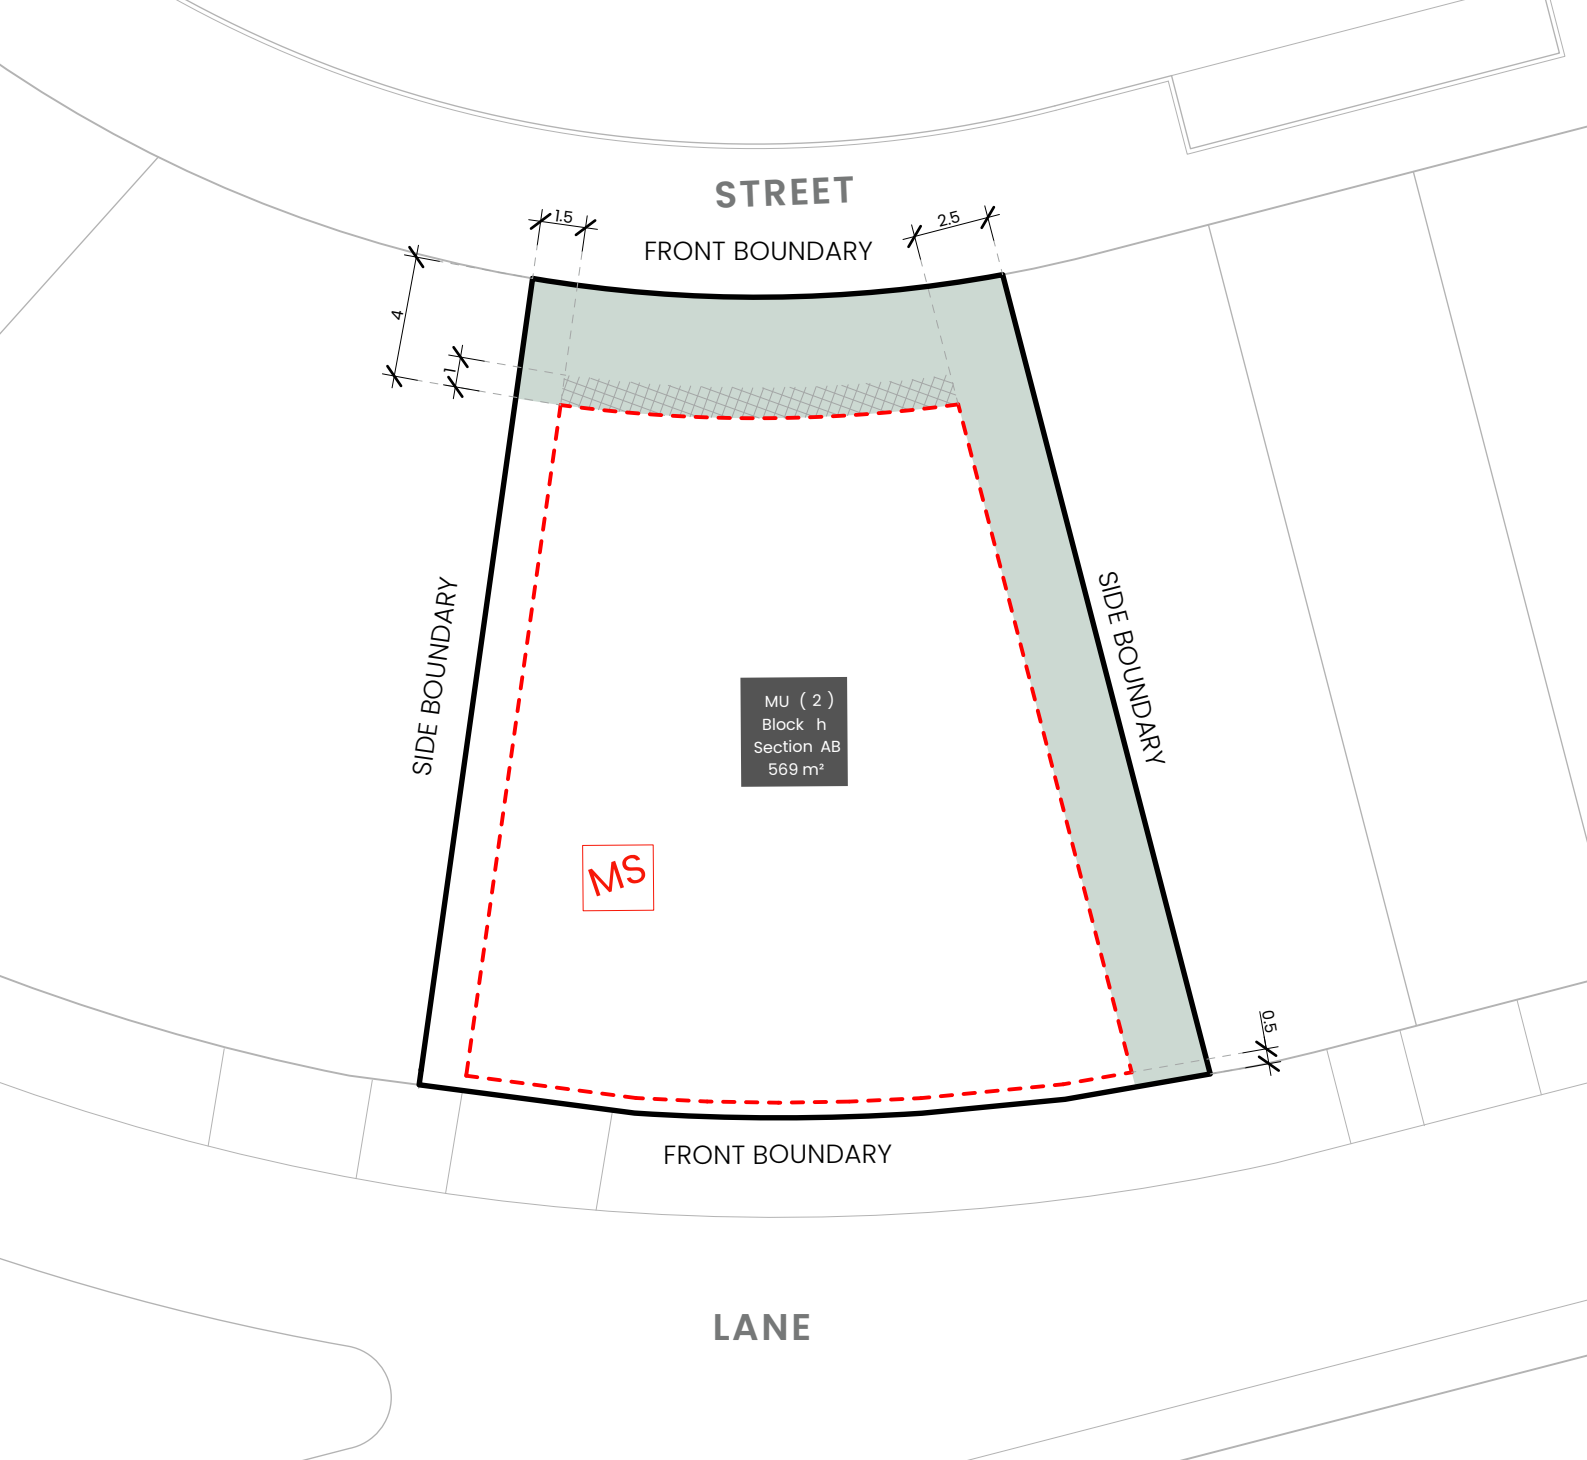 STREET
1.5
2.5
FRONT BOUNDARY
4
1
SIDE BOUNDARY
SIDE BOUNDARY
MU ( 2 )
Block h
Section AB
569 m²
MS
0.5
FRONT BOUNDARY
LANE